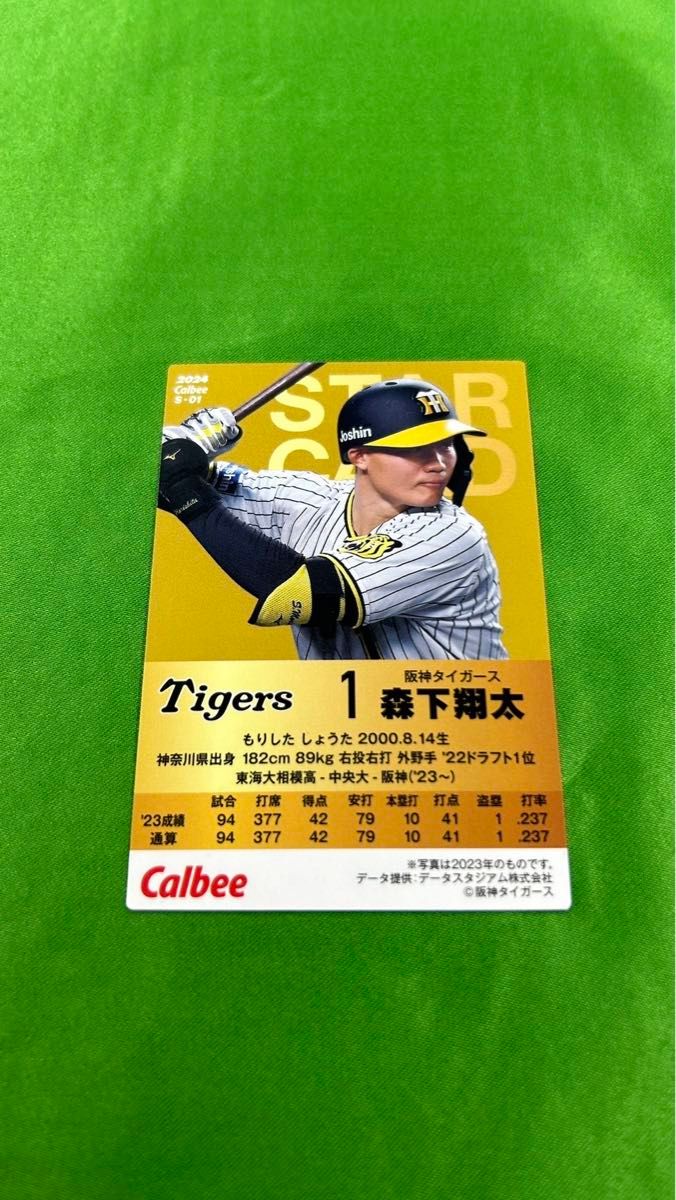 2024
Calbee
S-01
STAR
CARD
Joshin
Tigers
1
阪神タイガース
森下翔太
もりした しょうた 2000.8.14生
神奈川県出身 182cm 89kg 右投右打 外野手 '22ドラフト1位
東海大相模高 - 中央大 - 阪神('23～)
試合 打席 得点 安打 本塁打 打点 盗塁 打率
'23成績 94 377 42 79 10 41 1 .237
通算 94 377 42 79 10 41 1 .237
Calbee
※写真は2023年のものです。
データ提供:データスタジアム株式会社
©阪神タイガース